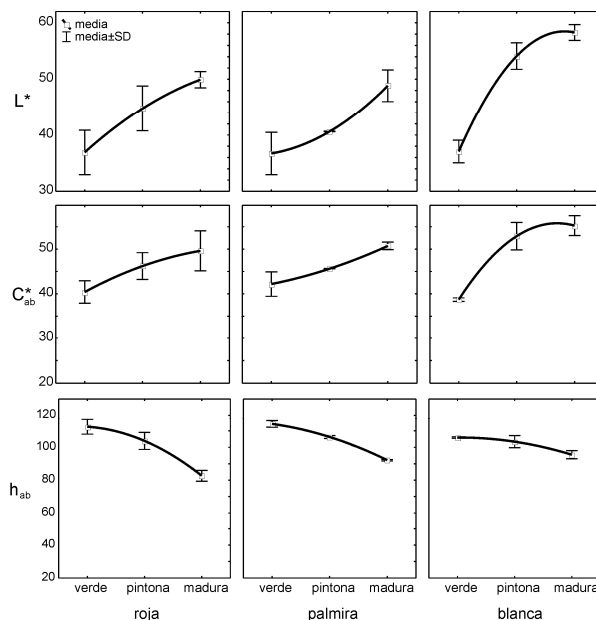 media
media±SD
60
50
40
30
L*
50
40
30
20
C*ab
120
100
80
60
40
20
hab
verde pintona madura verde pintona madura verde pintona madura
roja palmira blanca